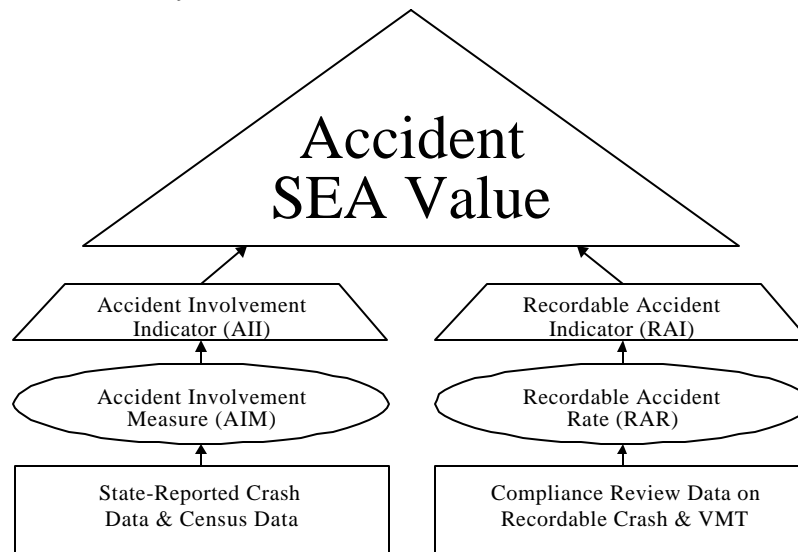 Accident
SEA Value
Accident Involvement
Indicator (AII)
Recordable Accident
Indicator (RAI)
Accident Involvement
Measure (AIM)
Recordable Accident
Rate (RAR)
State-Reported Crash
Data & Census Data
Compliance Review Data on
Recordable Crash & VMT